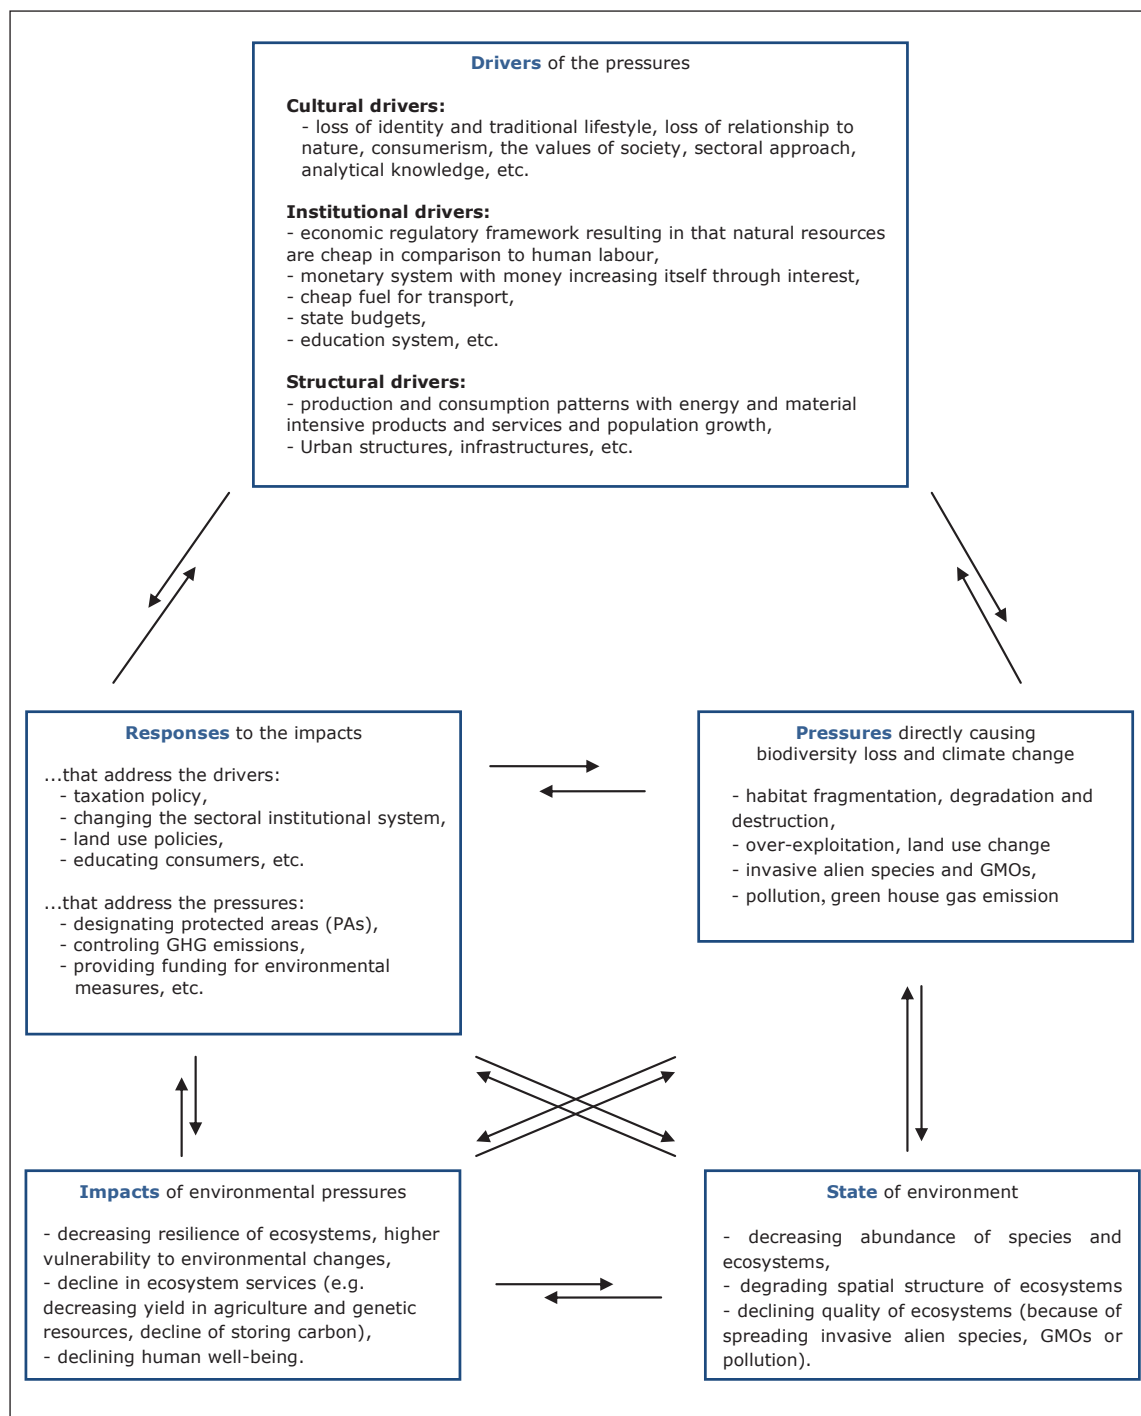 Drivers of the pressures
Cultural drivers:
- loss of identity and traditional lifestyle, loss of relationship to
nature, consumerism, the values of society, sectoral approach,
analytical knowledge, etc.
Institutional drivers:
- economic regulatory framework resulting in that natural resources
are cheap in comparison to human labour,
- monetary system with money increasing itself through interest,
- cheap fuel for transport,
- state budgets,
- education system, etc.
Structural drivers:
- production and consumption patterns with energy and material
intensive products and services and population growth,
- Urban structures, infrastructures, etc.
Responses to the impacts
...that address the drivers:
- taxation policy,
- changing the sectoral institutional system,
- land use policies,
- educating consumers, etc.
...that address the pressures:
- designating protected areas (PAs),
- controling GHG emissions,
- providing funding for environmental
measures, etc.
Pressures directly causing
biodiversity loss and climate change
- habitat fragmentation, degradation and
destruction,
- over-exploitation, land use change
- invasive alien species and GMOs,
- pollution, green house gas emission
Impacts of environmental pressures
- decreasing resilience of ecosystems, higher
vulnerability to environmental changes,
- decline in ecosystem services (e.g.
decreasing yield in agriculture and genetic
resources, decline of storing carbon),
- declining human well-being.
State of environment
- decreasing abundance of species and
ecosystems,
- degrading spatial structure of ecosystems
- declining quality of ecosystems (because of
spreading invasive alien species, GMOs or
pollution).